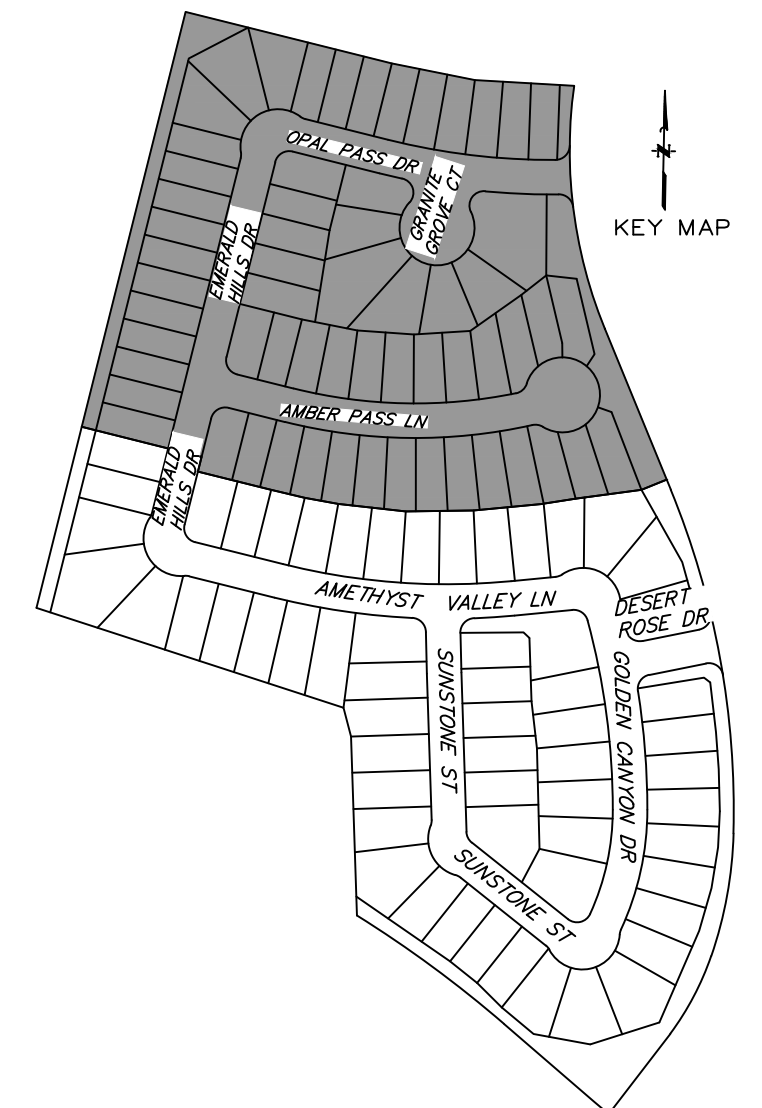 OPAL PASS DR
GRANITE
GROVE CT
N
KEY MAP
EMERALD
HILLS DR
AMBER PASS LN
EMERALD
HILLS DR
AMETHYST VALLEY LN
DESERT
ROSE DR
SUNSTONE ST
GOLDEN CANYON DR
SUNSTONE ST